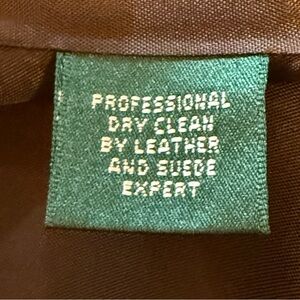 PROFESSIONAL
DRY CLEAN
BY LEATHER
AND SUEDE
EXPERT